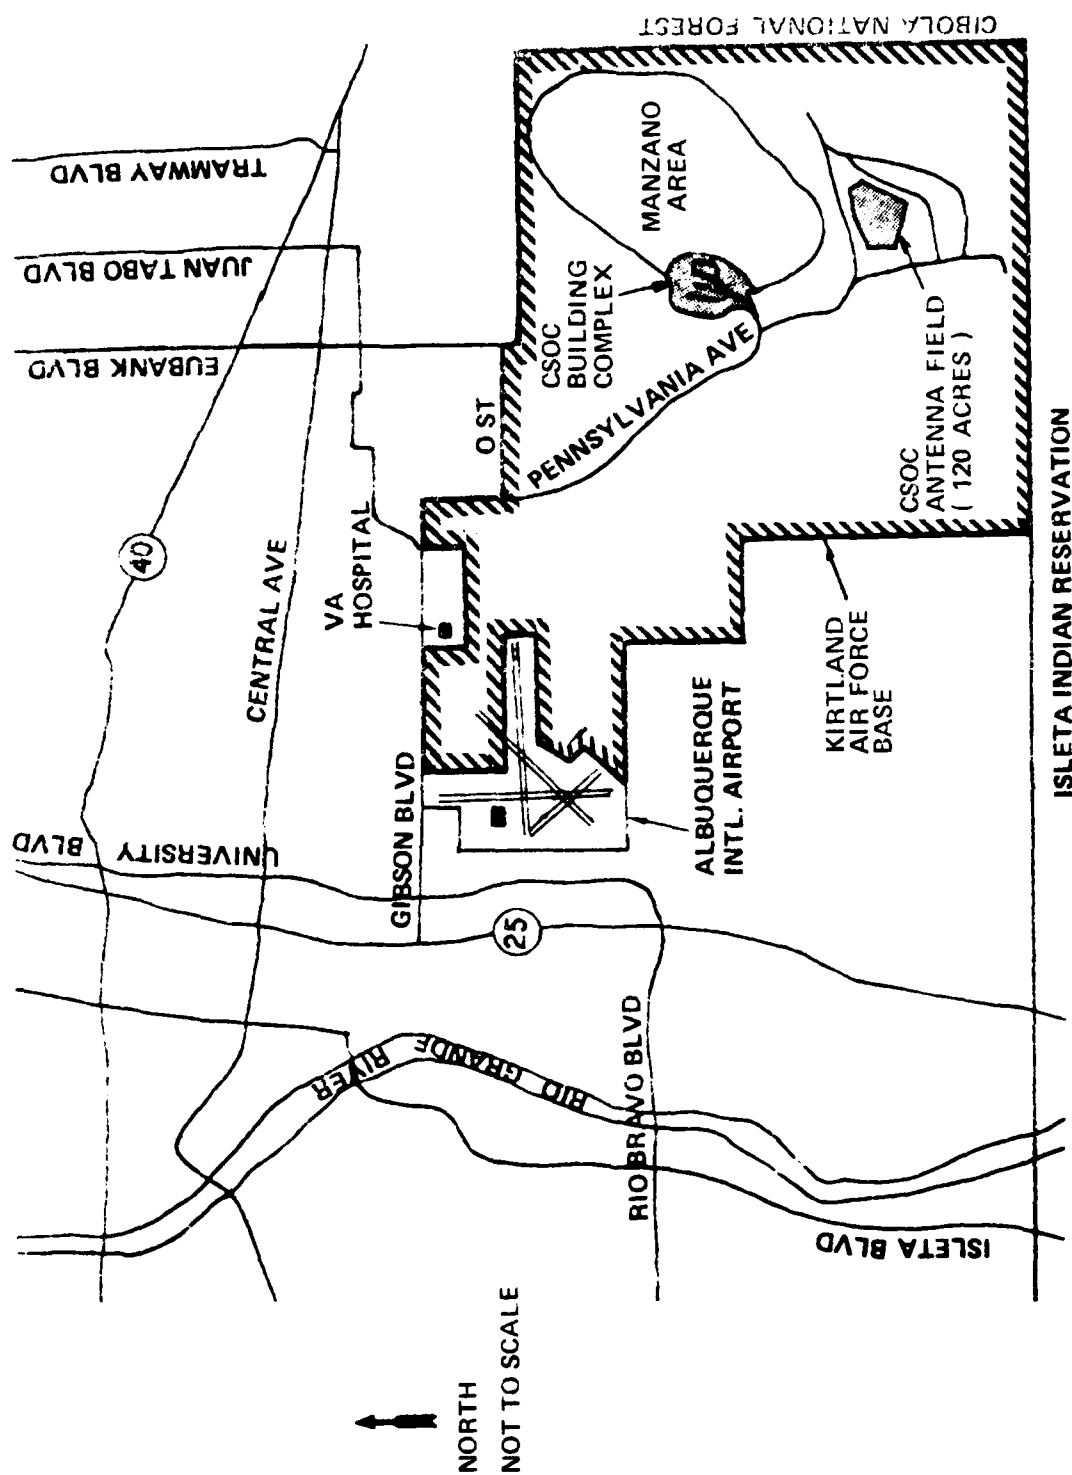 CIBOLA NATIONAL FOREST
TRAMWAY BLVD
JUAN TABO BLVD
EUBANK BLVD
MANZANO
AREA
CSOC
BUILDING
COMPLEX
O ST
PENNSYLVANIA AVE
CSOC
ANTENNA FIELD
( 120 ACRES )
40
CENTRAL AVE
VA
HOSPITAL
KIRTLAND
AIR FORCE
BASE
ALBUQUERQUE
INTL. AIRPORT
GIBSON BLVD
UNIVERSITY BLVD
25
RIO GRANDE RIVER
RIO BRAVO BLVD
ISLETA BLVD
ISLETA INDIAN RESERVATION
NORTH
NOT TO SCALE